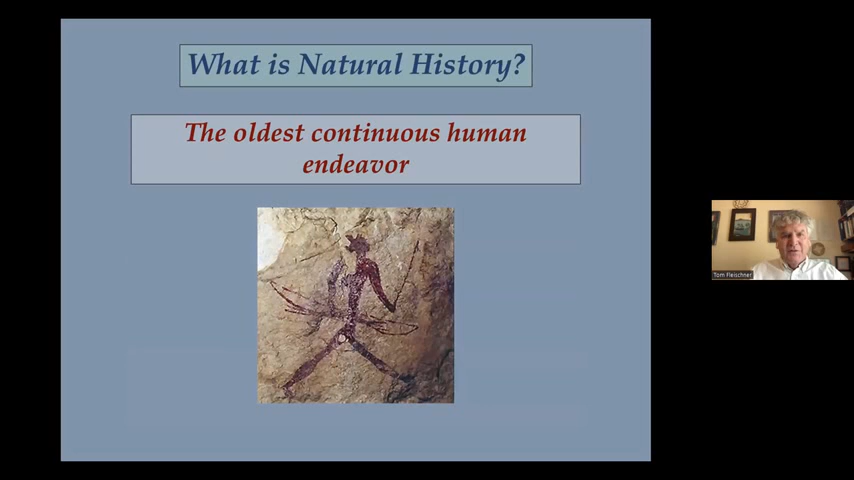 What is Natural History?
The oldest continuous human
endeavor
Tom Fleischner